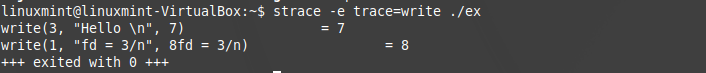 linuxmint@linuxmint-VirtualBox:~$ strace -e trace=write ./ex
write(3, "Hello \n", 7) = 7
write(1, "fd = 3/n", 8fd = 3/n) = 8
+++ exited with 0 +++